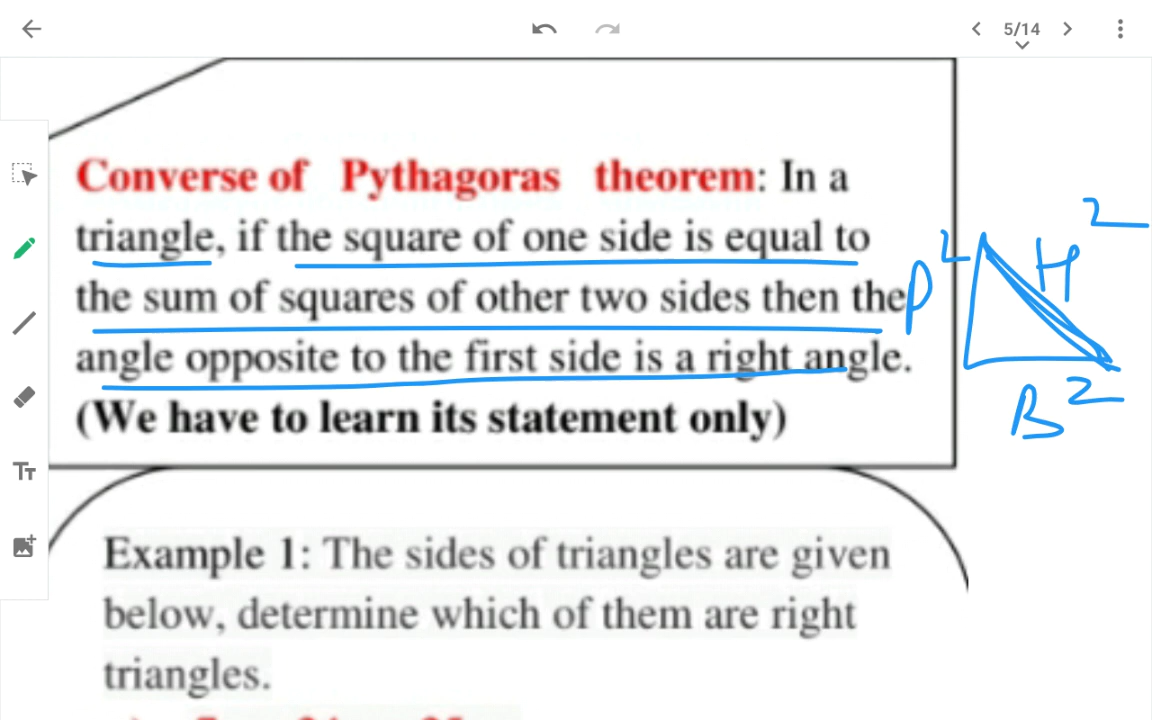 5/14
Converse of Pythagoras theorem: In a
triangle, if the square of one side is equal to
the sum of squares of other two sides then the
angle opposite to the first side is a right angle.
(We have to learn its statement only)
P² H²
B²
Example 1: The sides of triangles are given
below, determine which of them are right
triangles.
TT